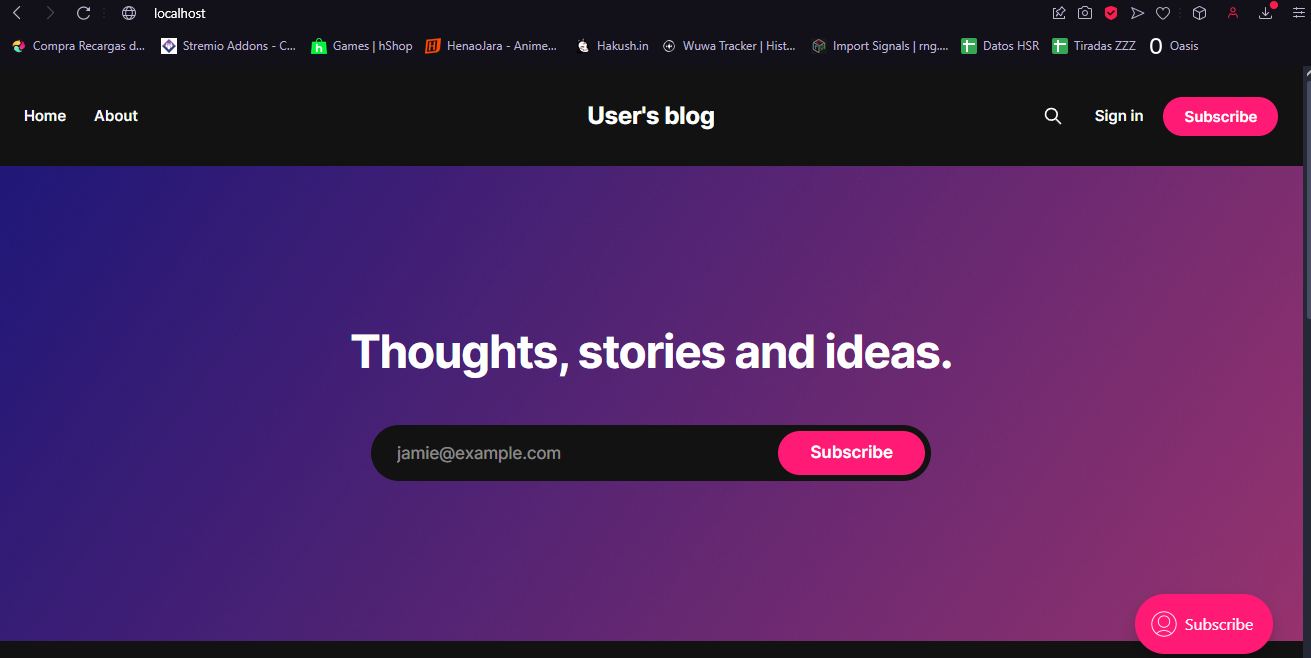 localhost
Compra Recargas d... Stremio Addons - C... Games | hShop HenaoJara - Anime... Hakush.in Wuwa Tracker | Hist... Import Signals | rng.... Datos HSR Tiradas ZZZ Oasis
Home About User's blog Sign in Subscribe
Thoughts, stories and ideas.
jamie@example.com Subscribe
Subscribe